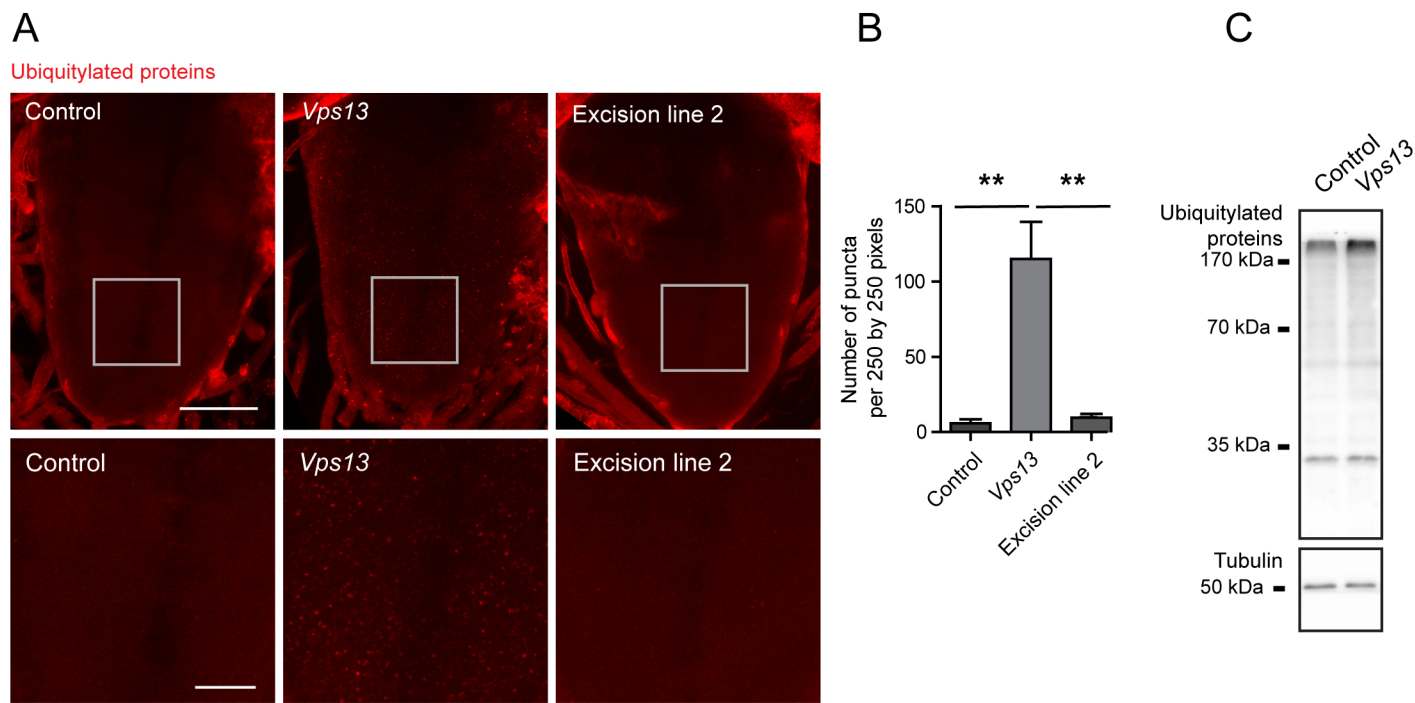 A
Ubiquitylated proteins
Control
Vps13
Excision line 2
Control
Vps13
Excision line 2
B
**
**
Number of puncta
per 250 by 250 pixels
150
100
50
0
Control
Vps13
Excision line 2
C
Control
Vps13
Ubiquitylated
proteins
170 kDa
70 kDa
35 kDa
Tubulin
50 kDa